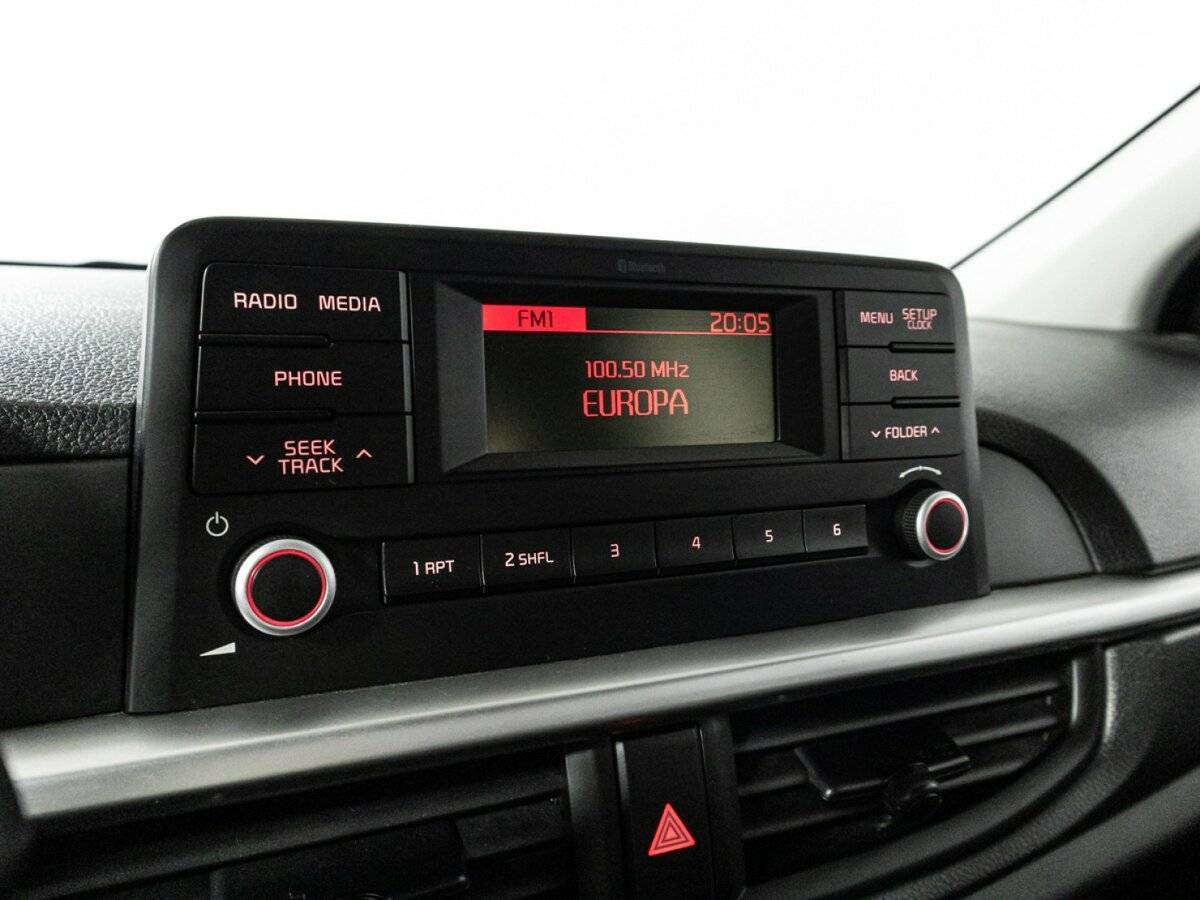 Bluetooth
RADIO MEDIA
PHONE
SEEK
TRACK
FM1 20:05
100.50 MHz
EUROPA
MENU SETUP
CLOCK
BACK
FOLDER
1 RPT 2 SHFL 3 4 5 6